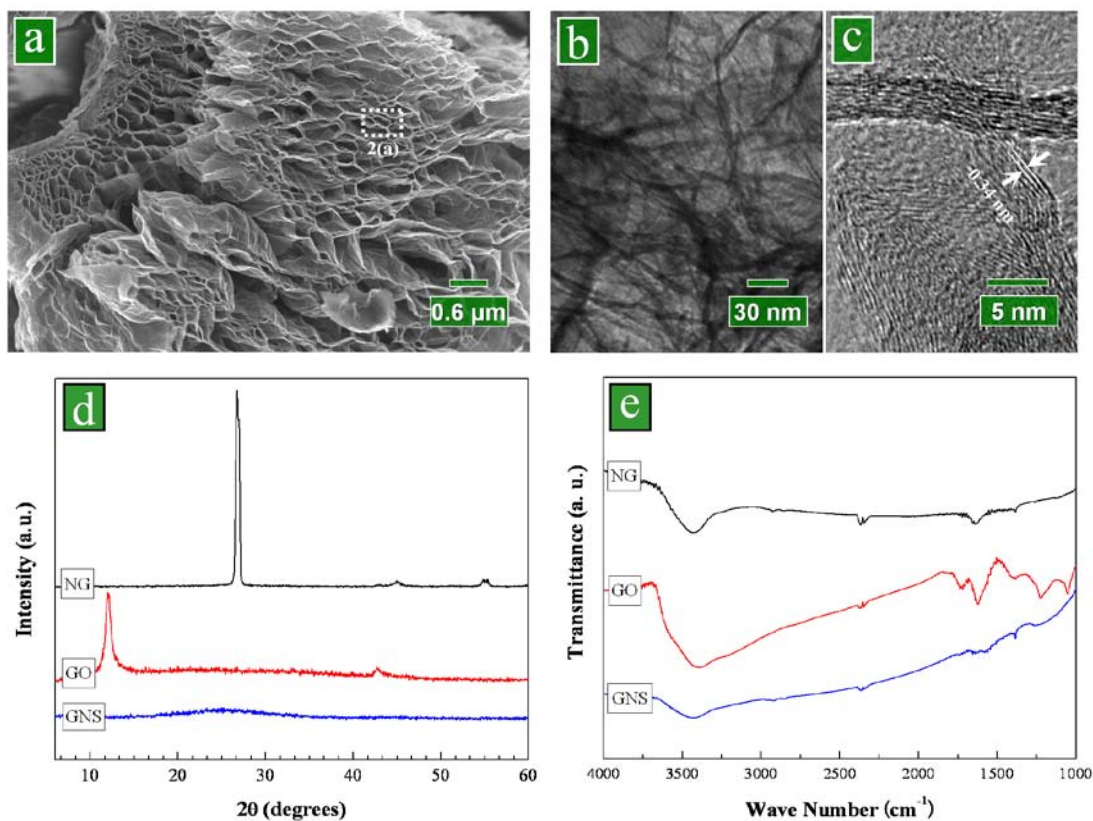 a
2(a)
0.6 µm
b
30 nm
c
~0.34 nm
5 nm
d
NG
GO
GNS
Intensity (a.u.)
10 20 30 40 50 60
2θ (degrees)
e
NG
GO
GNS
Transmittance (a. u.)
4000 3500 3000 2500 2000 1500 1000
Wave Number (cm⁻¹)